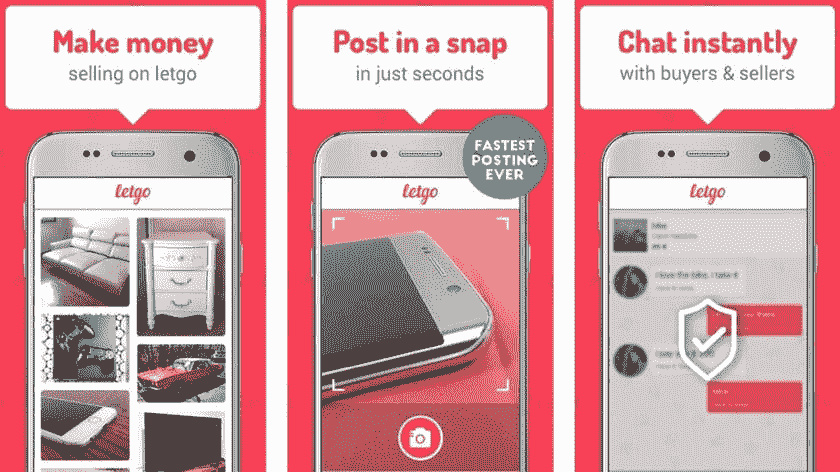 Make money
selling on letgo
letgo
Post in a snap
in just seconds
FASTEST
POSTING
EVER
letgo
Chat instantly
with buyers & sellers
letgo